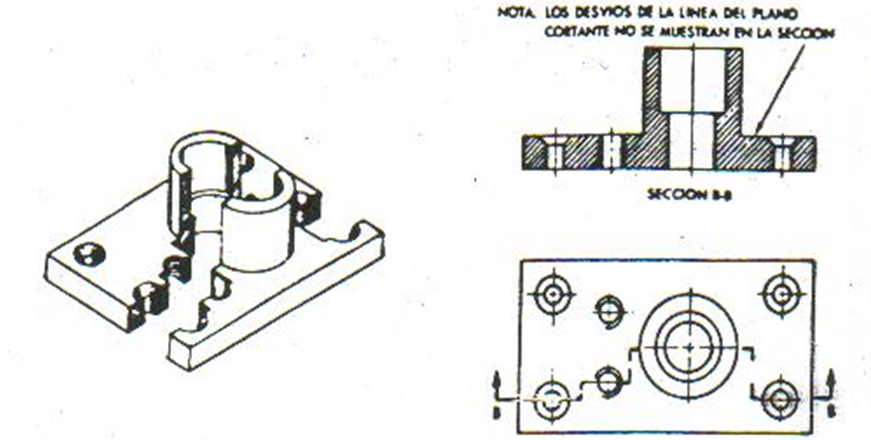 NOTA. LOS DESVIOS DE LA LINEA DEL PLANO
CORTANTE NO SE MUESTRAN EN LA SECCION
SECCION B-B
B B